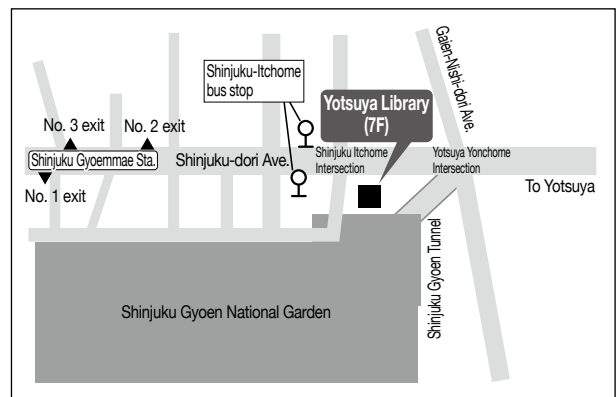 Gaien-Nishi-dori Ave.
Shinjuku-Itchome
bus stop
Yotsuya Library
(7F)
No. 3 exit
No. 2 exit
Shinjuku Gyoemmae Sta.
Shinjuku-dori Ave.
Shinjuku Itchome
Intersection
Yotsuya Yonchome
Intersection
No. 1 exit
To Yotsuya
Shinjuku Gyoen Tunnel
Shinjuku Gyoen National Garden